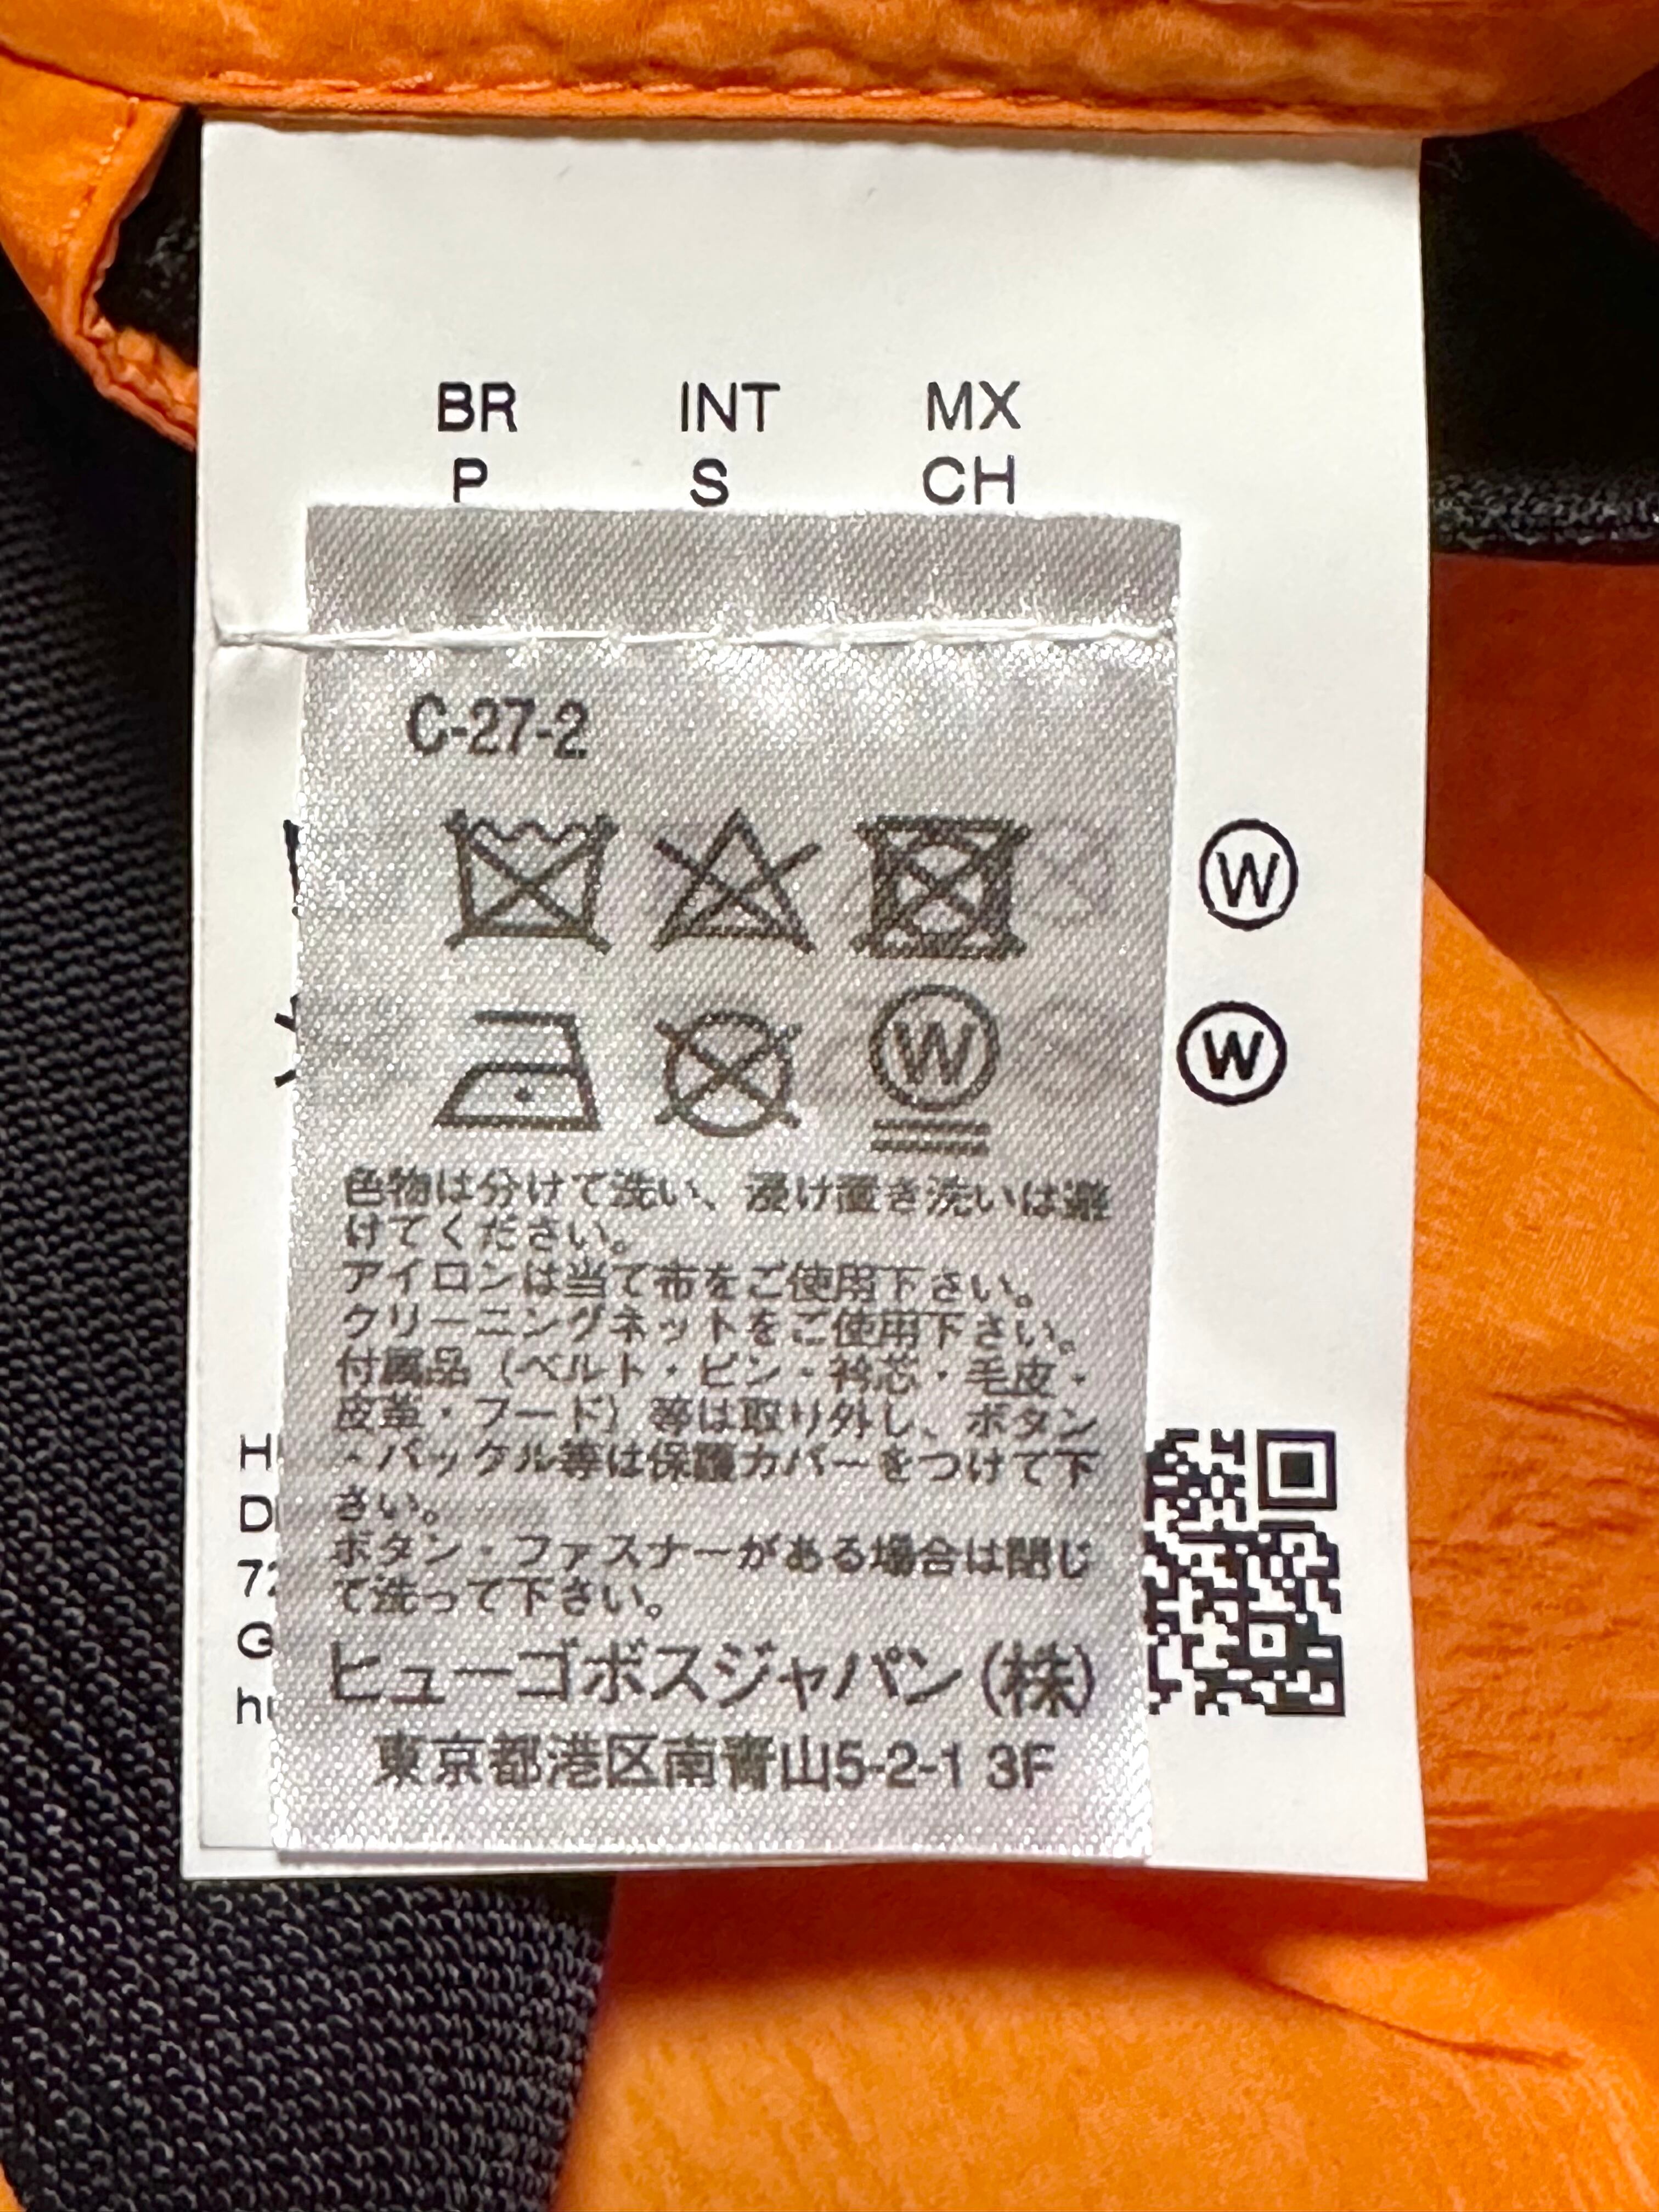 BR INT MX
P S CH
C-27-2
W
W W
色物は分けて洗い、浸け置き洗いは避
けてください。
アイロンは当て布をご使用下さい。
クリーニングネットをご使用下さい。
付属品（ベルト・ピン・衿芯・毛皮・
皮革・フード）等は取り外し、ボタン
・バックル等は保護カバーをつけて下
さい。
ボタン・ファスナーがある場合は閉じ
て洗って下さい。
ヒューゴボスジャパン(株)
東京都港区南青山5-2-1 3F